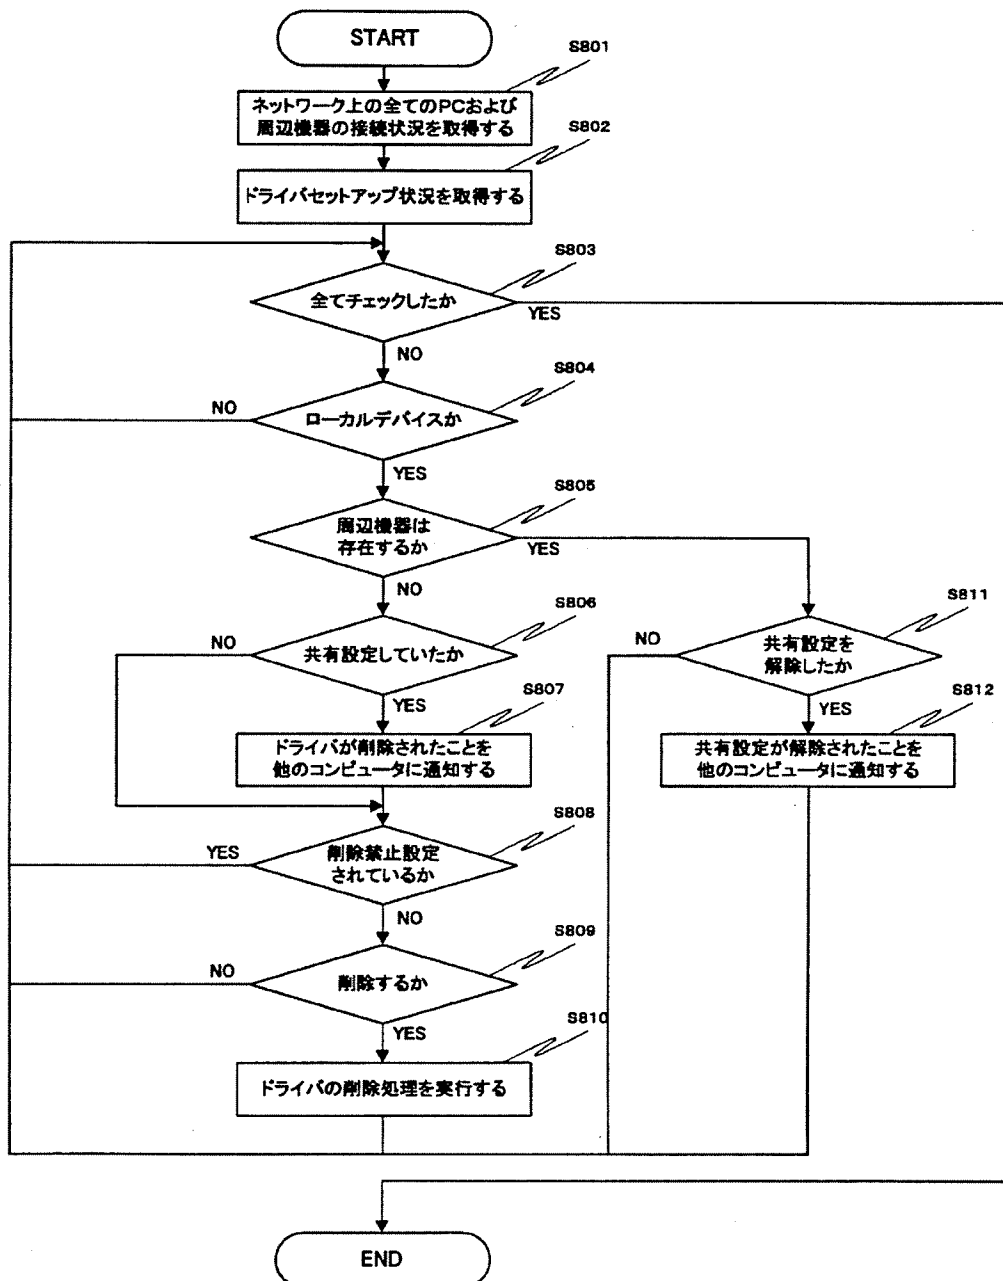 START
S801
ネットワーク上の全てのPCおよび
周辺機器の接続状況を取得する
S802
ドライバセットアップ状況を取得する
S803
全てチェックしたか
YES
NO
S804
NO
ローカルデバイスか
YES
S805
周辺機器は
存在するか
YES
NO
S806
NO
共有設定していたか
YES
S811
NO
共有設定を
解除したか
YES
S807
ドライバが削除されたことを
他のコンピュータに通知する
S812
共有設定が解除されたことを
他のコンピュータに通知する
S808
YES
削除禁止設定
されているか
NO
S809
NO
削除するか
YES
S810
ドライバの削除処理を実行する
END